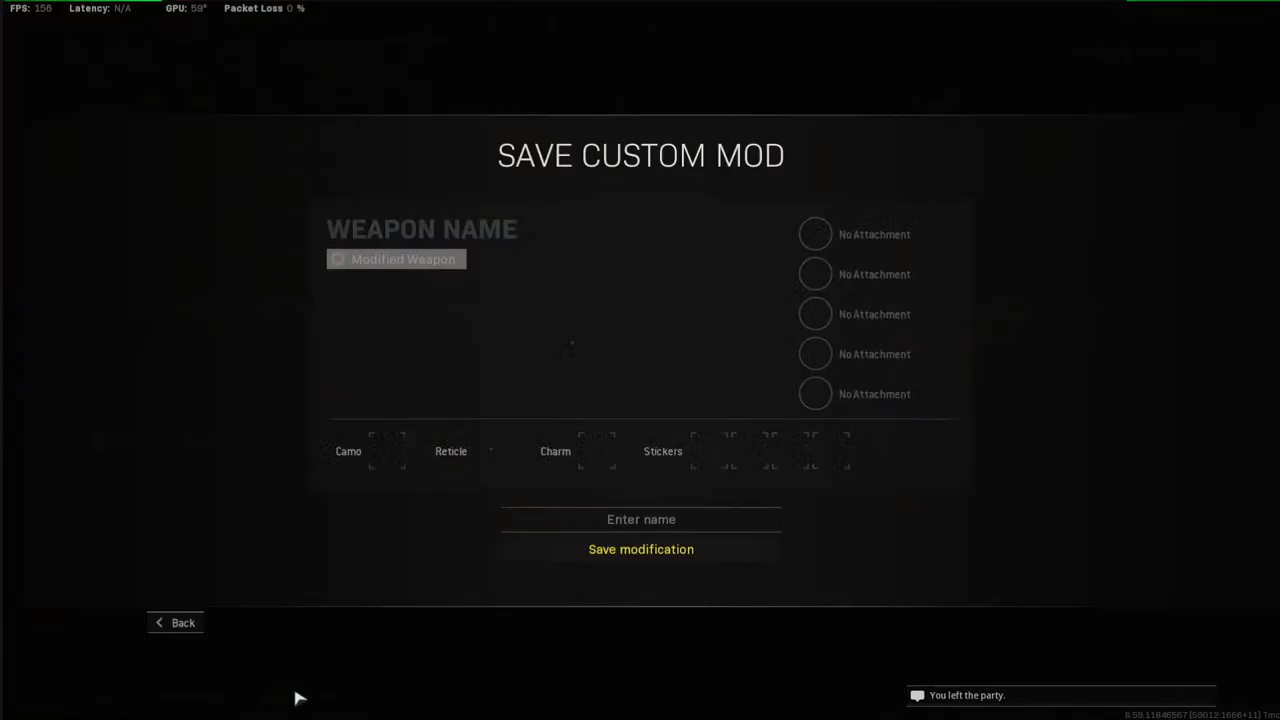 FPS: 156 Latency: N/A GPU: 59° Packet Loss 0 %
SAVE CUSTOM MOD
WEAPON NAME
Modified Weapon
No Attachment
No Attachment
No Attachment
No Attachment
No Attachment
Camo Reticle Charm Stickers
Enter name
Save modification
Back
You left the party.